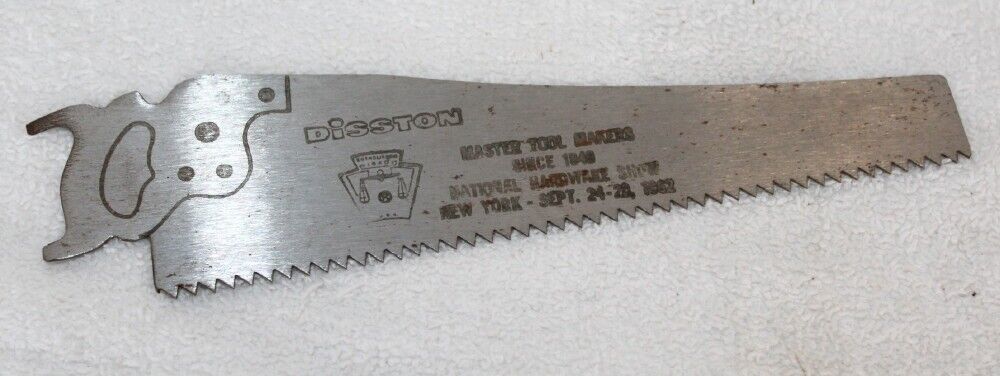 DiSSTON
MASTER TOOL MAKERS
SINCE 1840
NATIONAL HARDWARE SHOW
NEW YORK - SEPT. 24-28, 1962